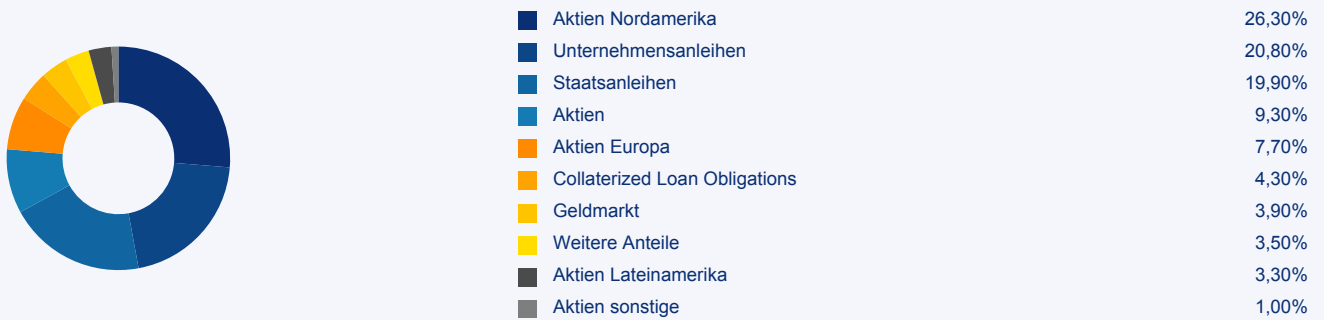 Aktien Nordamerika 26,30%
Unternehmensanleihen 20,80%
Staatsanleihen 19,90%
Aktien 9,30%
Aktien Europa 7,70%
Collaterized Loan Obligations 4,30%
Geldmarkt 3,90%
Weitere Anteile 3,50%
Aktien Lateinamerika 3,30%
Aktien sonstige 1,00%